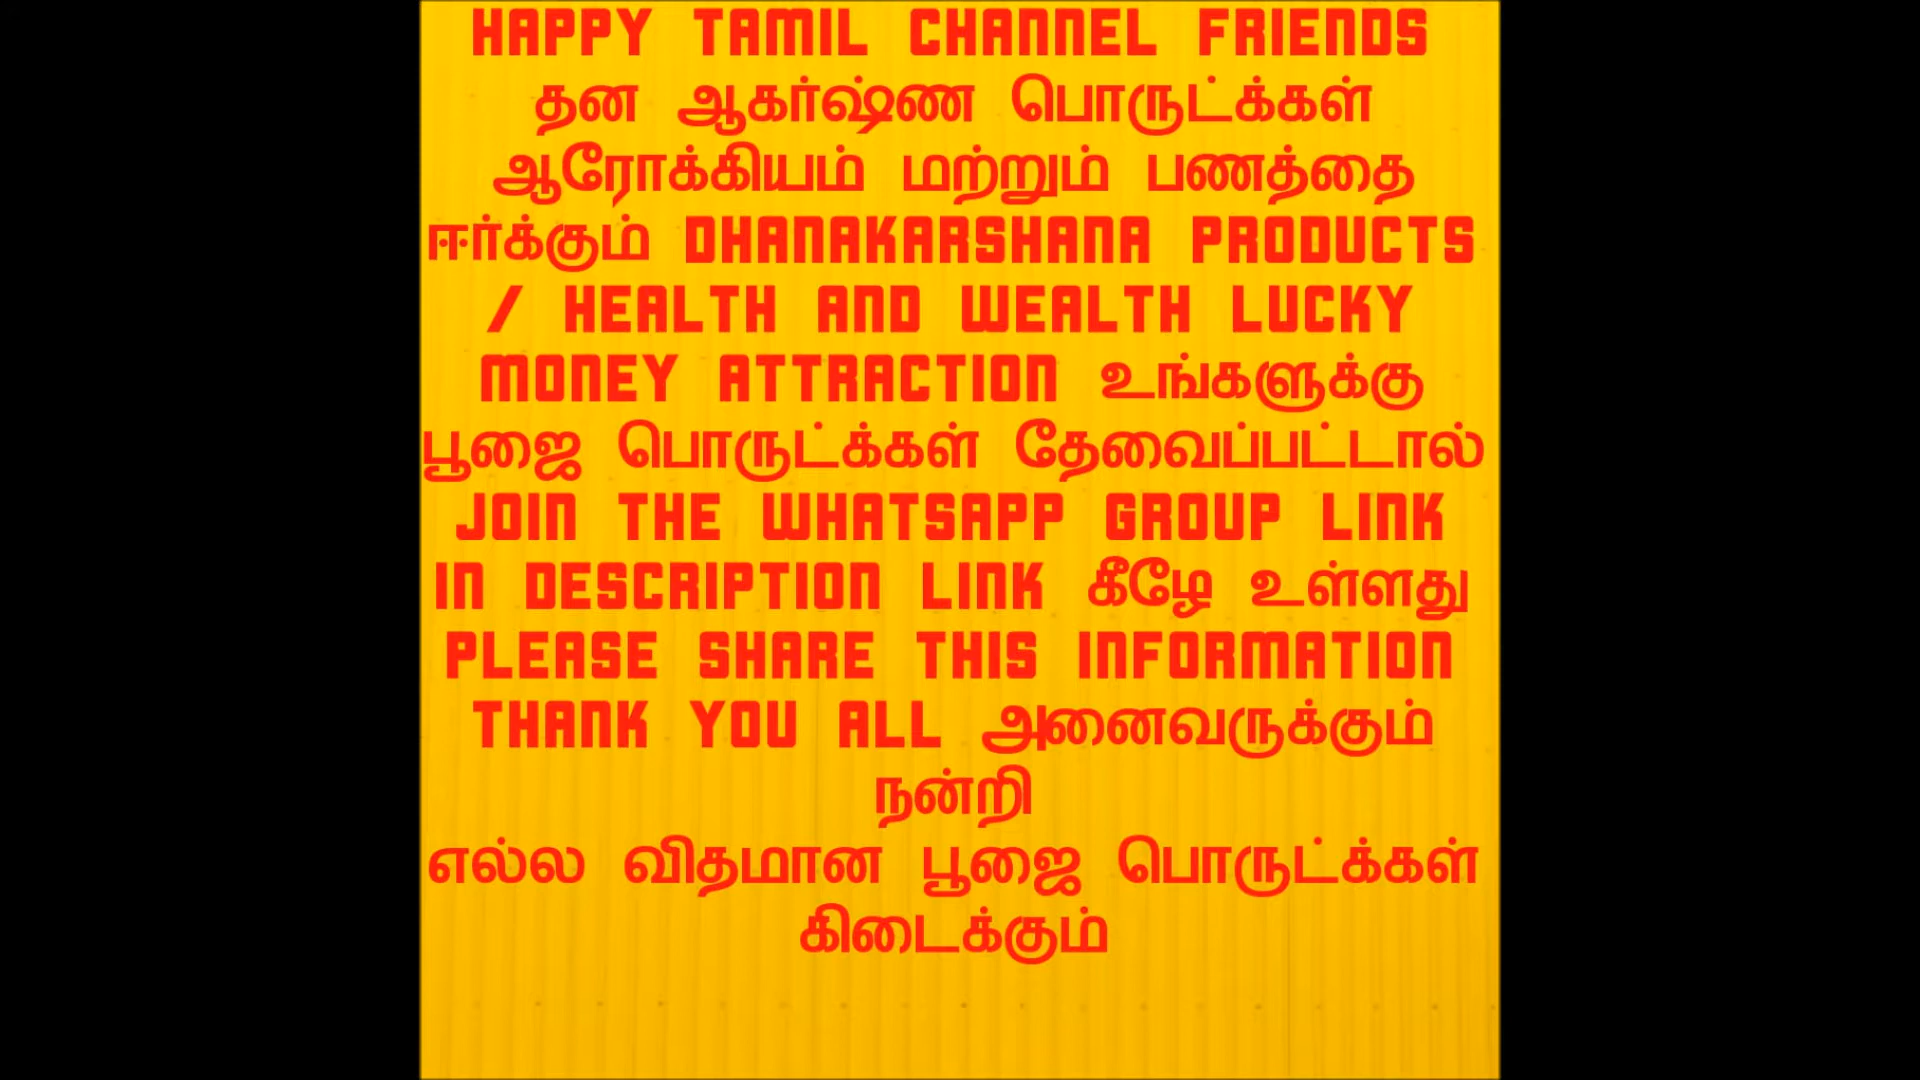 HAPPY TAMIL CHANNEL FRIENDS
தன ஆகர்ஷ்ண பொருட்க்கள்
ஆரோக்கியம் மற்றும் பணத்தை
ஈர்க்கும் DHANAKARSHANA PRODUCTS
/ HEALTH AND WEALTH LUCKY
MONEY ATTRACTION உங்களுக்கு
பூஜை பொருட்க்கள் தேவைப்பட்டால்
JOIN THE WHATSAPP GROUP LINK
IN DESCRIPTION LINK கீழே உள்ளது
PLEASE SHARE THIS INFORMATION
THANK YOU ALL அனைவருக்கும்
நன்றி
எல்ல விதமான பூஜை பொருட்க்கள்
கிடைக்கும்